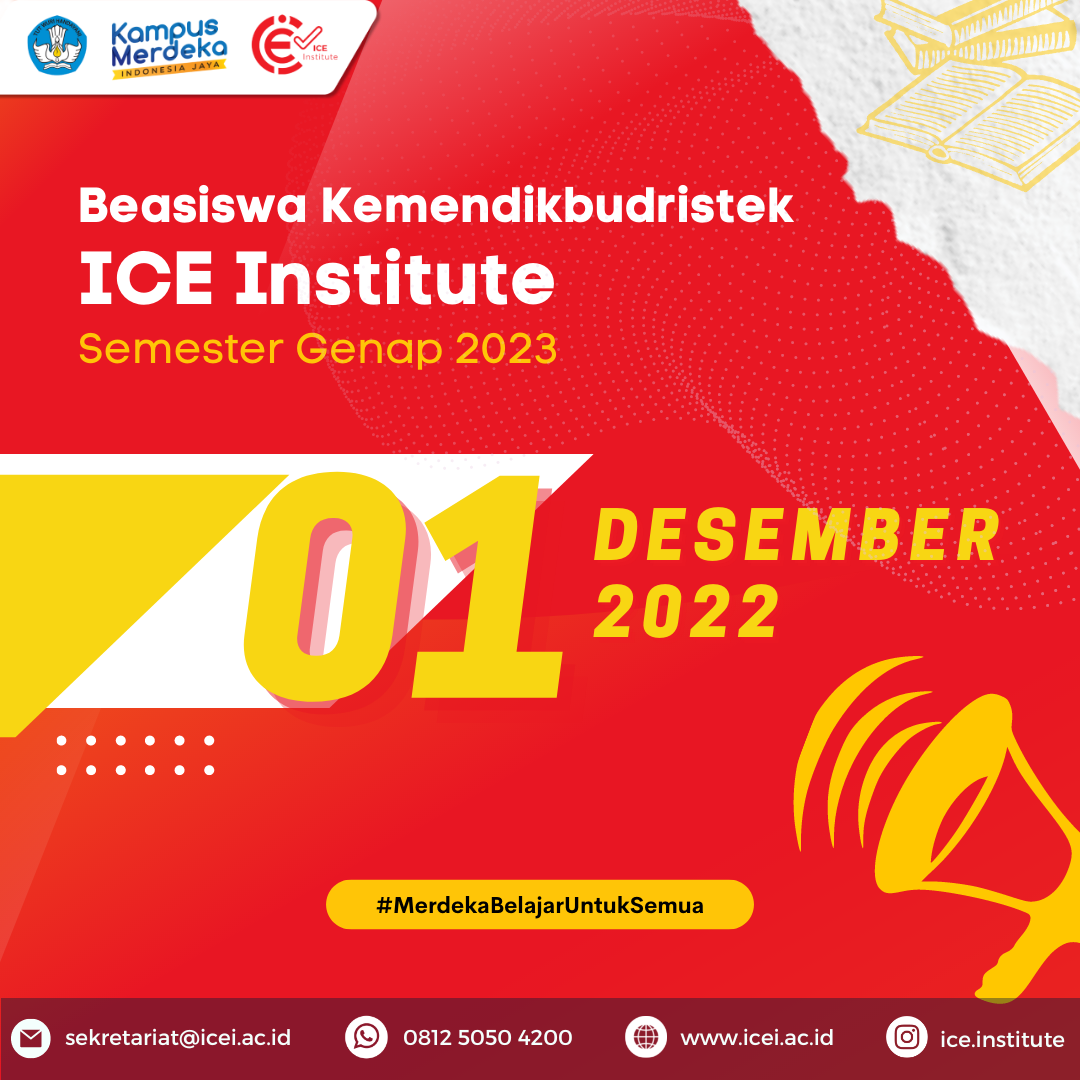 Kampus
Merdeka
INDONESIA JAYA
ICE
Institute
Beasiswa Kemendikbudristek
ICE Institute
Semester Genap 2023
01
DESEMBER
2022
#MerdekaBelajarUntukSemua
sekretariat@icei.ac.id
0812 5050 4200
www.icei.ac.id
ice.institute